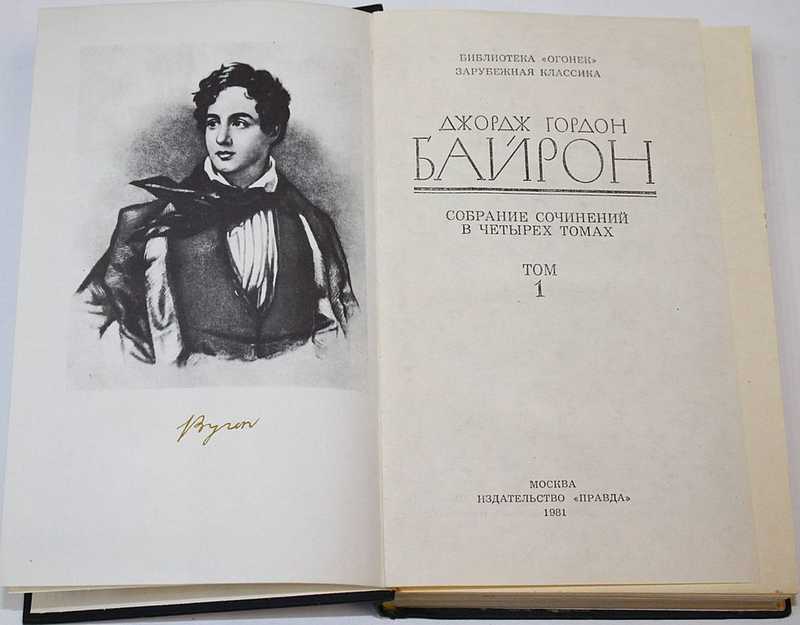 Byron
БИБЛИОТЕКА «ОГОНЕК»
ЗАРУБЕЖНАЯ КЛАССИКА
ДЖОРДЖ ГОРДОН
БАЙРОН
СОБРАНИЕ СОЧИНЕНИЙ
В ЧЕТЫРЕХ ТОМАХ
ТОМ
1
МОСКВА
ИЗДАТЕЛЬСТВО «ПРАВДА»
1981